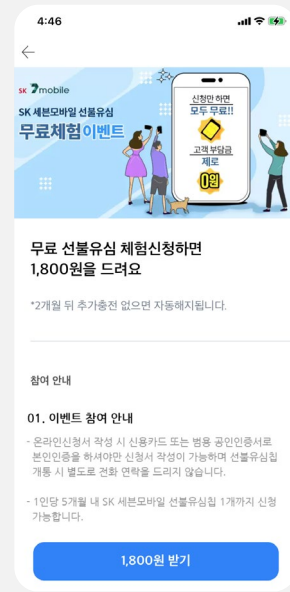 4:46
SK 7mobile
SK 세븐모바일 선불유심
무료체험이벤트
신청만 하면
모두 무료!!
고객 부담금
제로
0원
무료 선불유심 체험신청하면
1,800원을 드려요
*2개월 뒤 추가충전 없으면 자동해지됩니다.
참여 안내
01. 이벤트 참여 안내
- 온라인신청서 작성 시 신용카드 또는 범용 공인인증서로
본인인증을 하셔야만 신청서 작성이 가능하며 선불유심칩
개통 시 별도로 전화 연락을 드리지 않습니다.
- 1인당 5개월 내 SK 세븐모바일 선불유심칩 1개까지 신청
가능합니다.
1,800원 받기